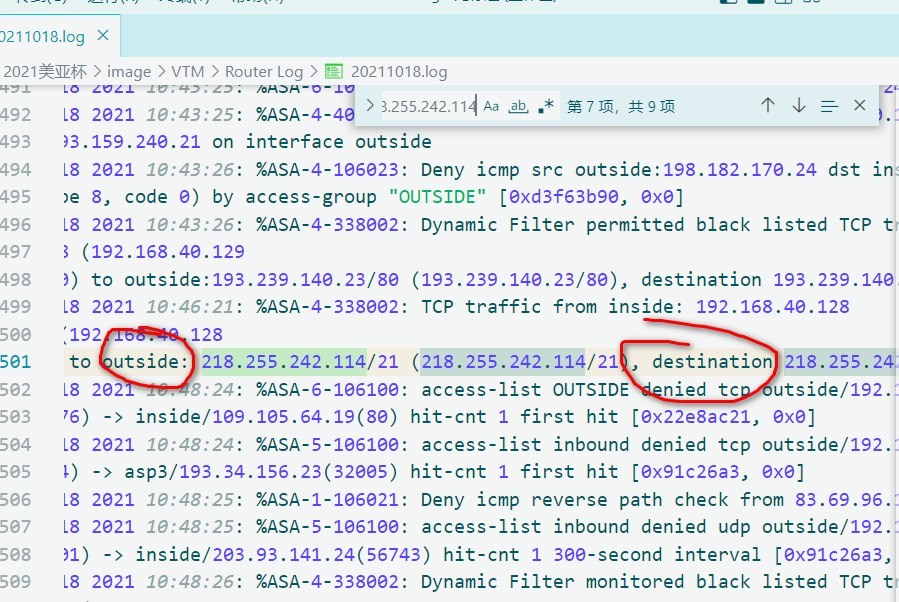 20211018.log ×
2021美亚杯 > image > VTM > Router Log > 20211018.log
> 3.255.242.114 Aa ab 第 7 项，共 9 项
491 18 2021 10:43:25: %ASA-6-10
492 18 2021 10:43:25: %ASA-4-40
493 93.159.240.21 on interface outside
494 18 2021 10:43:26: %ASA-4-106023: Deny icmp src outside:198.182.170.24 dst ins
495 pe 8, code 0) by access-group "OUTSIDE" [0xd3f63b90, 0x0]
496 18 2021 10:43:26: %ASA-4-338002: Dynamic Filter permitted black listed TCP tr
497 8 (192.168.40.129
498 0) to outside:193.239.140.23/80 (193.239.140.23/80), destination 193.239.140.
499 18 2021 10:46:21: %ASA-4-338002: TCP traffic from inside: 192.168.40.128
500 (192.168.40.128
501 to outside: 218.255.242.114/21 (218.255.242.114/21), destination 218.255.242
502 18 2021 10:48:24: %ASA-6-106100: access-list OUTSIDE denied tcp outside/192.1
503 76) -> inside/109.105.64.19(80) hit-cnt 1 first hit [0x22e8ac21, 0x0]
504 18 2021 10:48:24: %ASA-5-106100: access-list inbound denied tcp outside/192.1
505 4) -> asp3/193.34.156.23(32005) hit-cnt 1 first hit [0x91c26a3, 0x0]
506 18 2021 10:48:25: %ASA-1-106021: Deny icmp reverse path check from 83.69.96.1
507 18 2021 10:48:25: %ASA-5-106100: access-list inbound denied udp outside/192.1
508 01) -> inside/203.93.141.24(56743) hit-cnt 1 300-second interval [0x91c26a3,
509 18 2021 10:48:26: %ASA-4-338002: Dynamic Filter monitored black listed TCP t